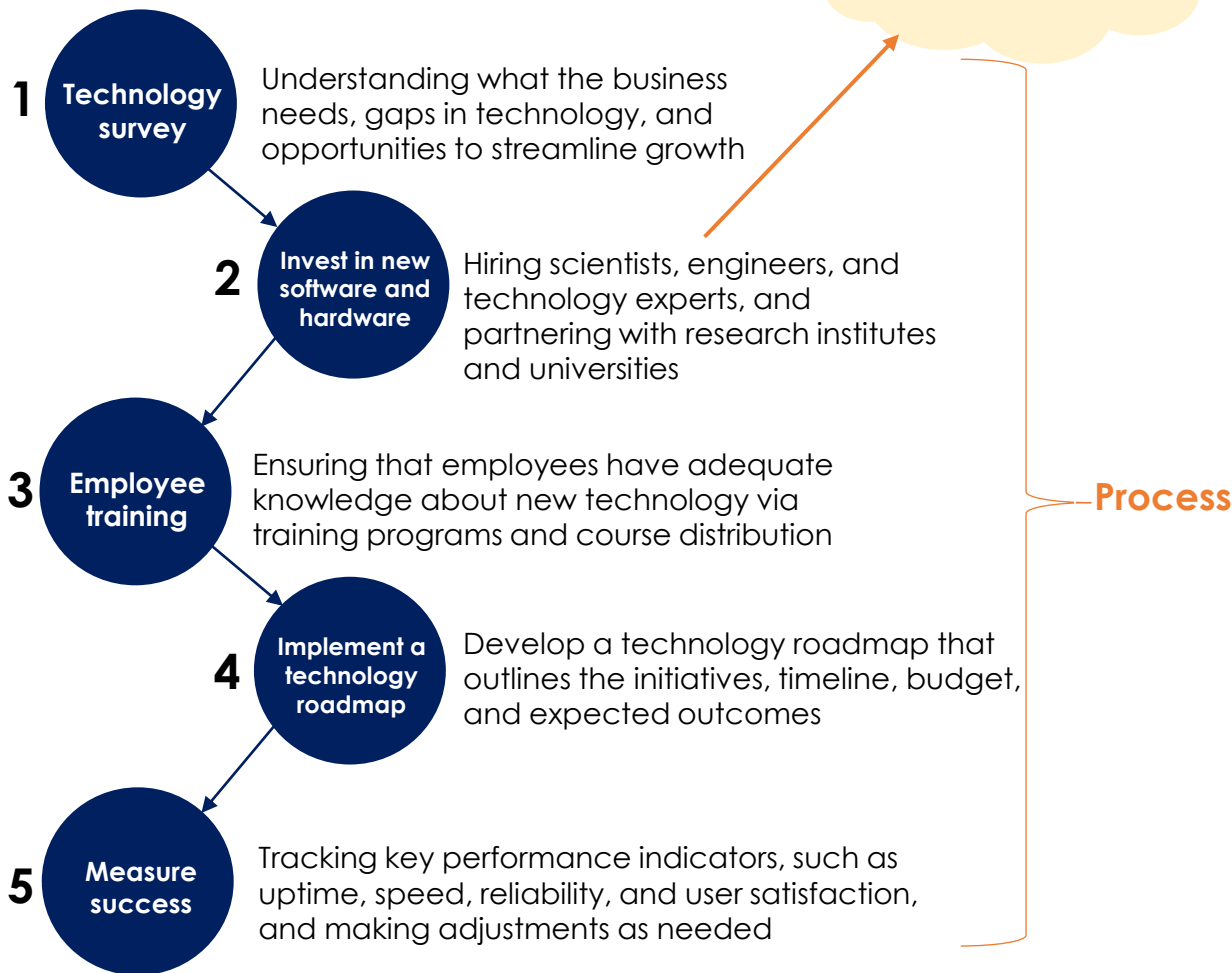 1
Technology
survey
Understanding what the business
needs, gaps in technology, and
opportunities to streamline growth
2
Invest in new
software and
hardware
Hiring scientists, engineers, and
technology experts, and
partnering with research institutes
and universities
3
Employee
training
Ensuring that employees have adequate
knowledge about new technology via
training programs and course distribution
Process
4
Implement a
technology
roadmap
Develop a technology roadmap that
outlines the initiatives, timeline, budget,
and expected outcomes
5
Measure
success
Tracking key performance indicators, such as
uptime, speed, reliability, and user satisfaction,
and making adjustments as needed